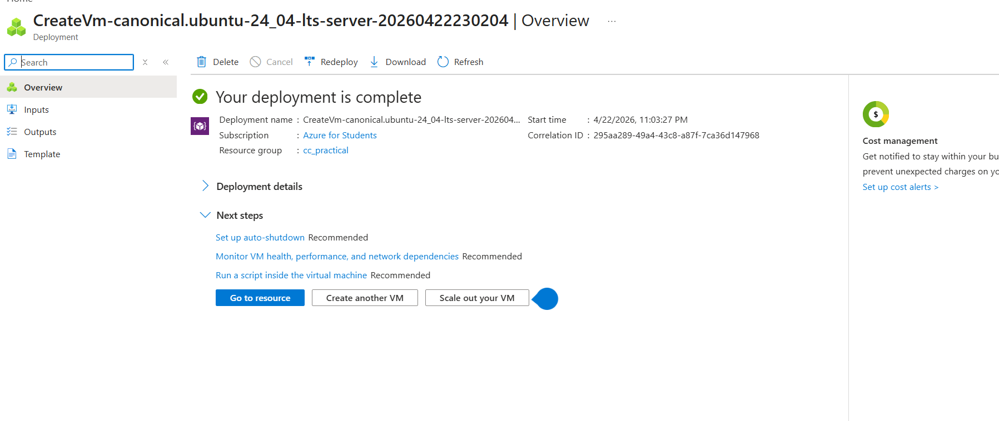 CreateVm-canonical.ubuntu-24_04-lts-server-20260422230204 | Overview ...
Deployment
Search
Delete Cancel Redeploy Download Refresh
Overview
Inputs
Outputs
Template
Your deployment is complete
Deployment name : CreateVm-canonical.ubuntu-24_04-lts-server-202604...
Subscription : Azure for Students
Resource group : cc_practical
Start time : 4/22/2026, 11:03:27 PM
Correlation ID : 295aa289-49a4-43c8-a87f-7ca36d147968
Deployment details
Next steps
Set up auto-shutdown Recommended
Monitor VM health, performance, and network dependencies Recommended
Run a script inside the virtual machine Recommended
Go to resource Create another VM Scale out your VM
$
Cost management
Get notified to stay within your bu
prevent unexpected charges on yo
Set up cost alerts >